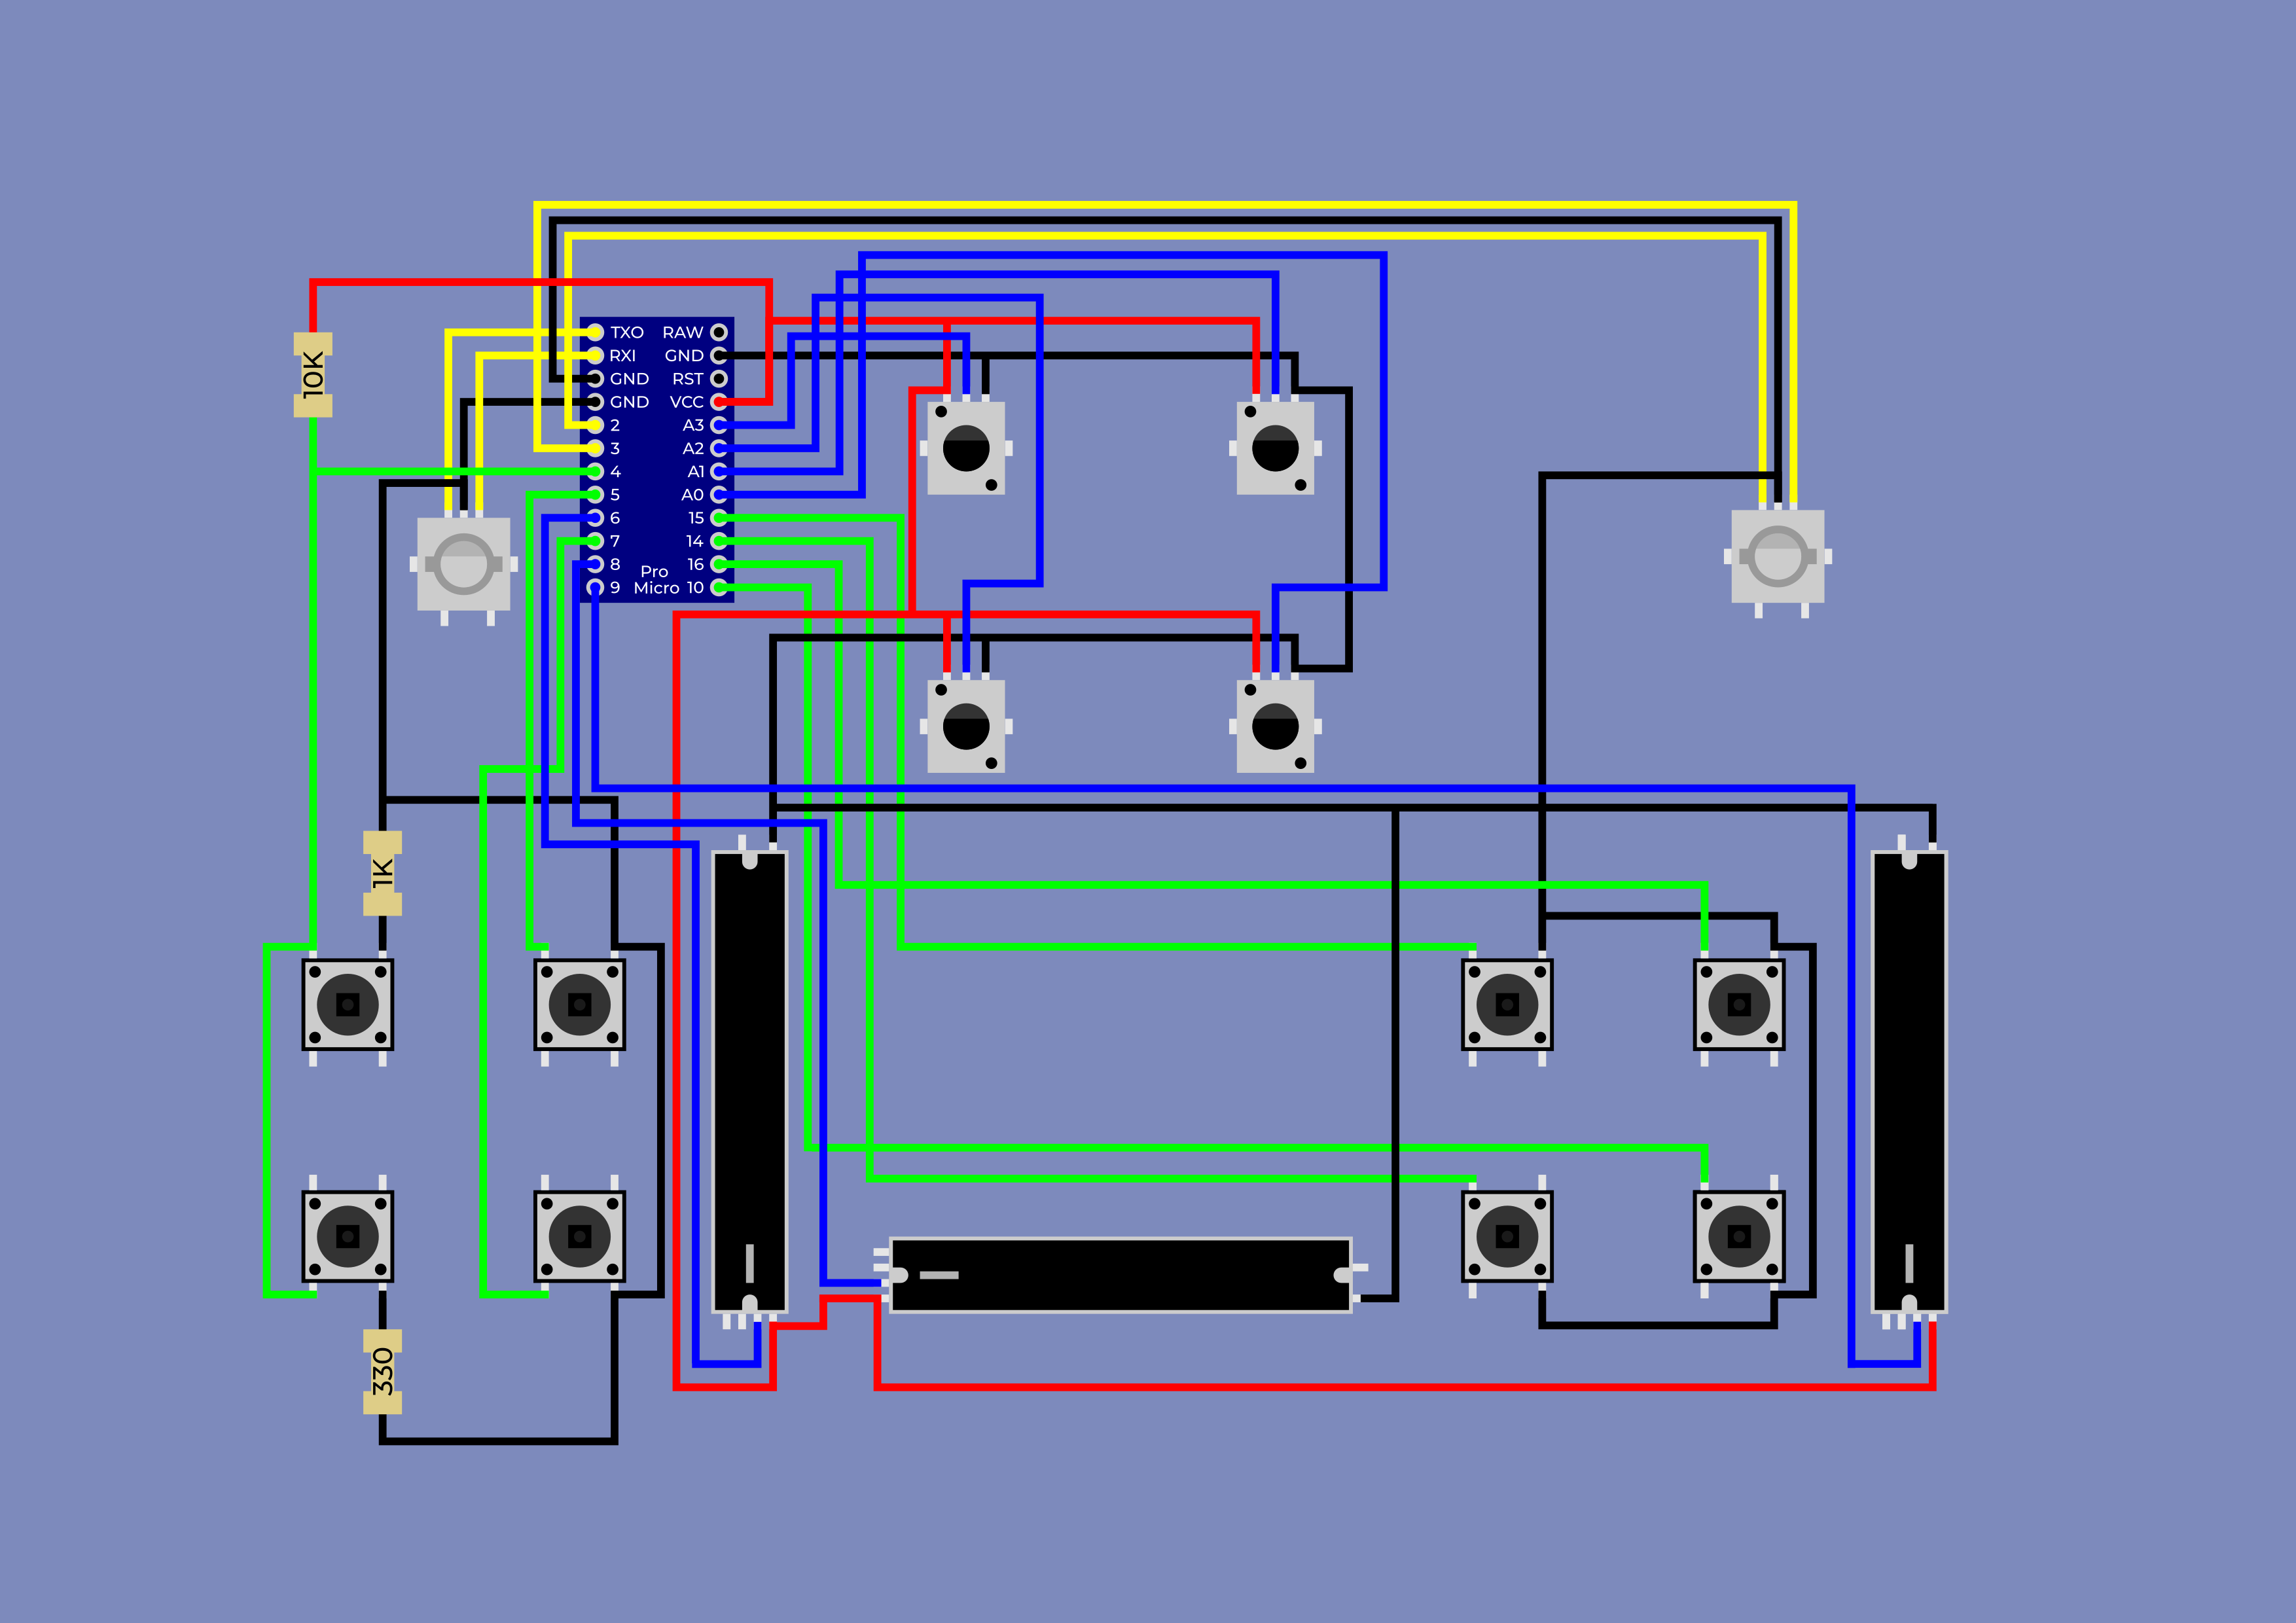 TXO RAW
RXI GND
GND RST
GND VCC
2 A3
3 A2
4 A1
5 A0
6 15
7 14
8 16
9 10
Pro
Micro
10K
1K
330